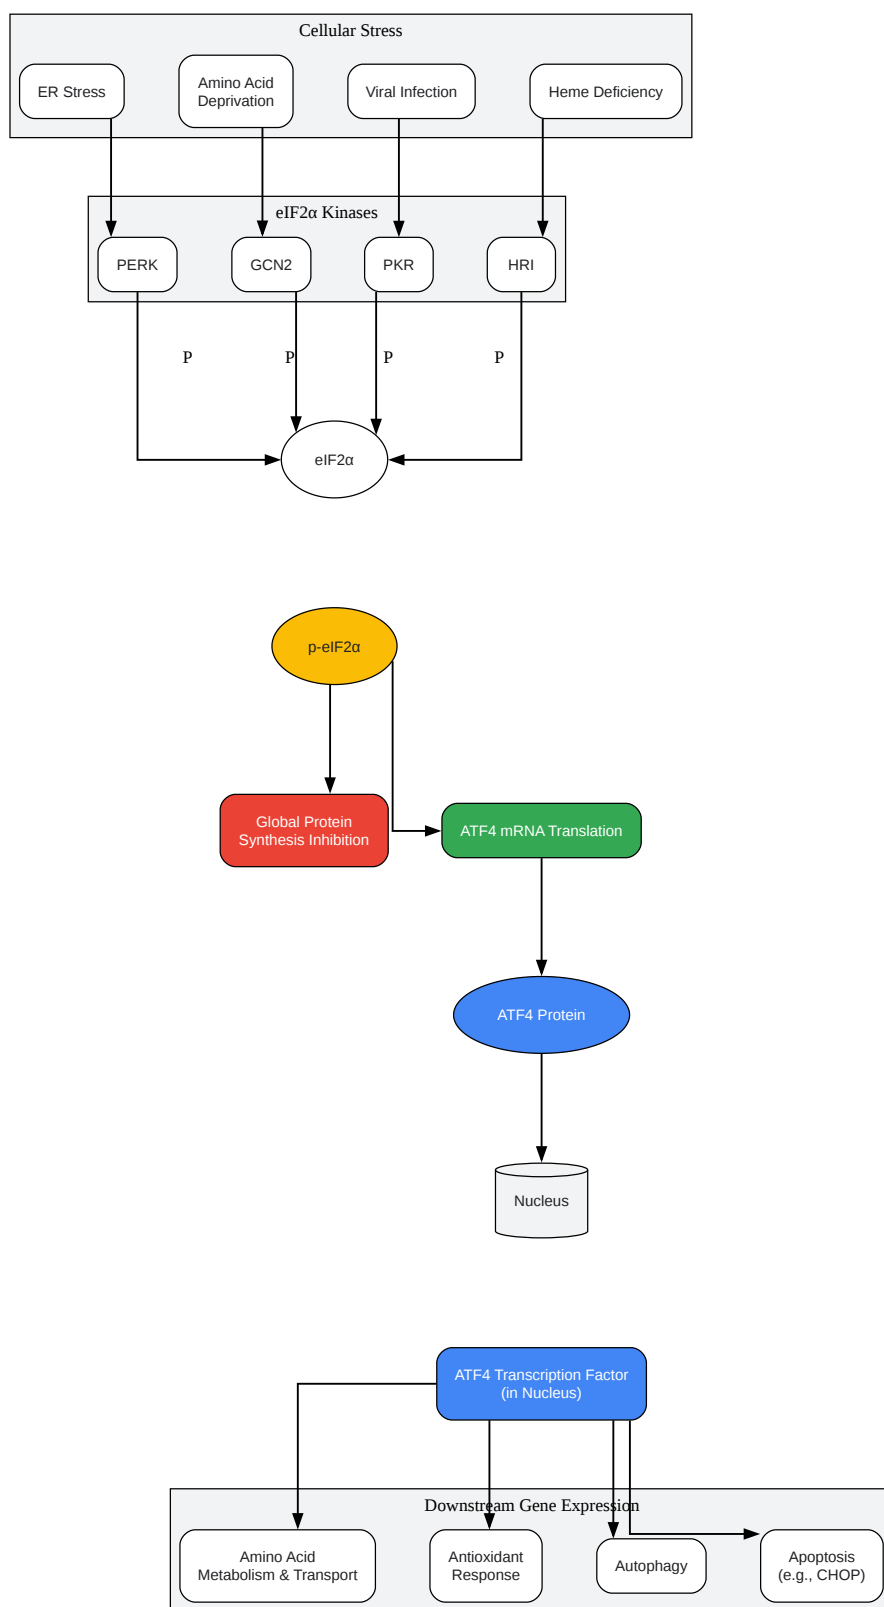 Cellular Stress
ER Stress
Amino Acid
Deprivation
Viral Infection
Heme Deficiency
eIF2α Kinases
PERK
GCN2
PKR
HRI
P
P
P
P
eIF2α
p-eIF2α
Global Protein
Synthesis Inhibition
ATF4 mRNA Translation
ATF4 Protein
Nucleus
ATF4 Transcription Factor
(in Nucleus)
Downstream Gene Expression
Amino Acid
Metabolism & Transport
Antioxidant
Response
Autophagy
Apoptosis
(e.g., CHOP)